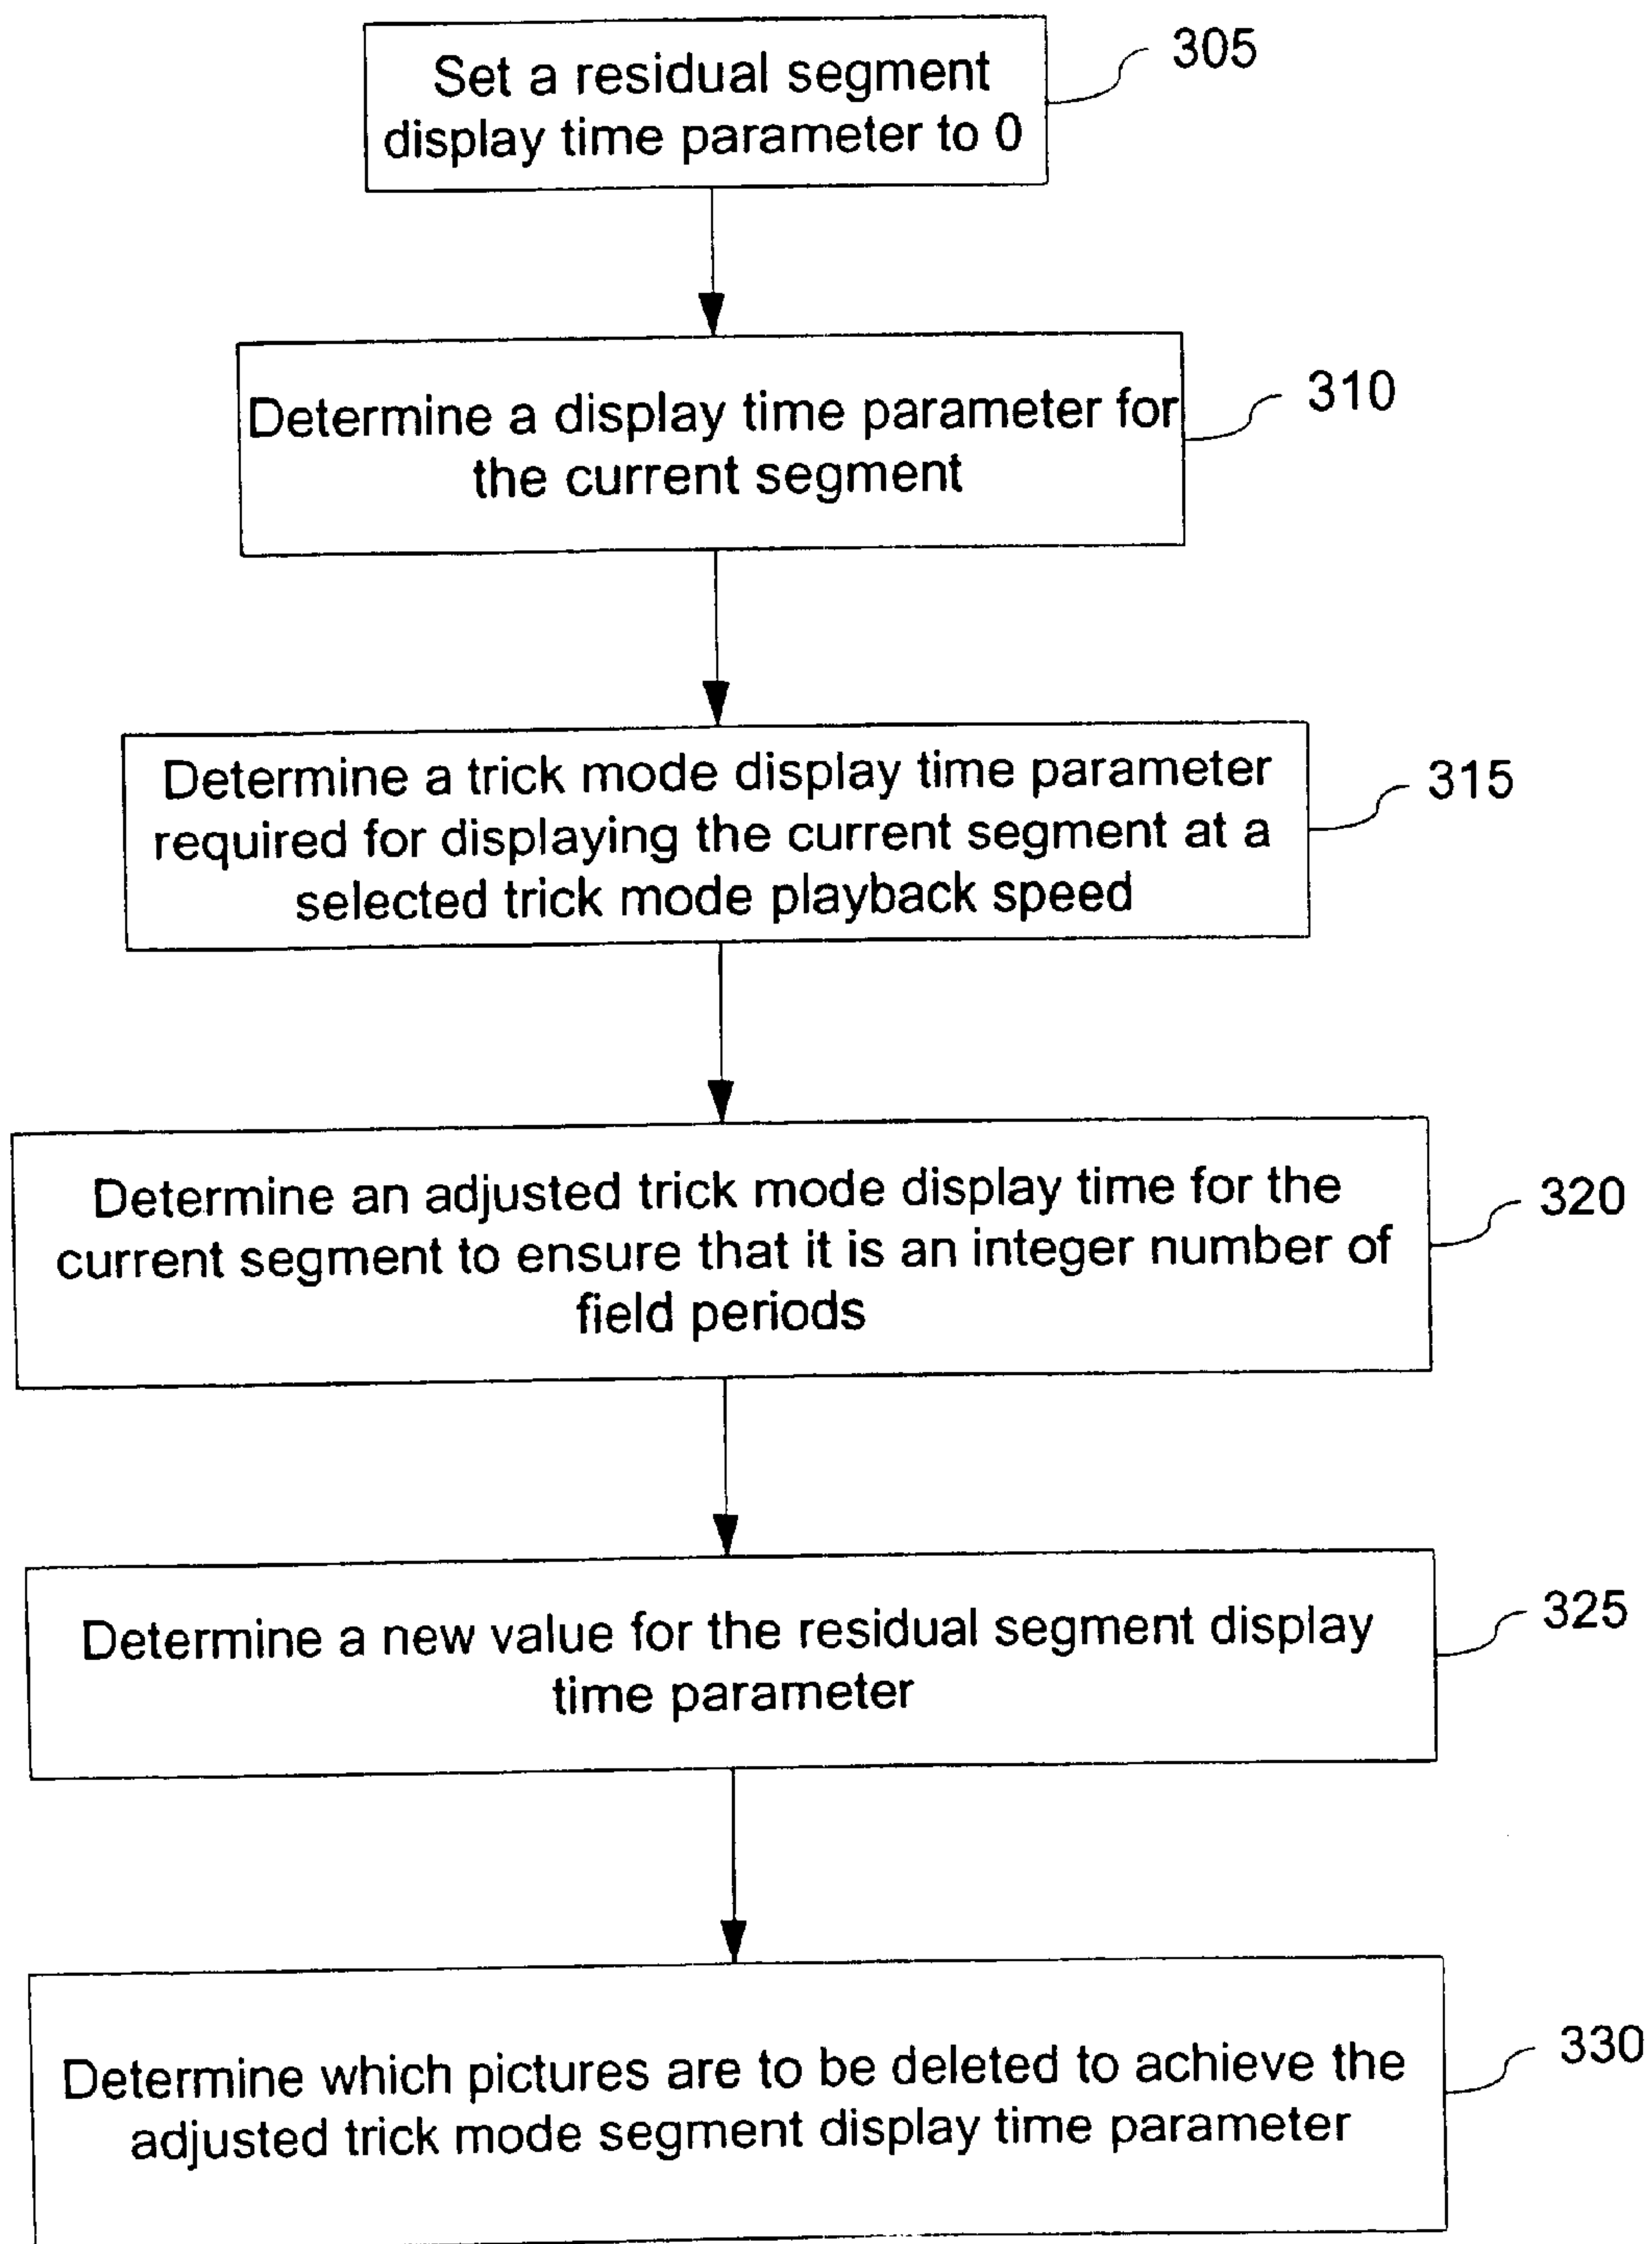 Set a residual segment
display time parameter to 0
305
Determine a display time parameter for
the current segment
310
Determine a trick mode display time parameter
required for displaying the current segment at a
selected trick mode playback speed
315
Determine an adjusted trick mode display time for the
current segment to ensure that it is an integer number of
field periods
320
Determine a new value for the residual segment display
time parameter
325
Determine which pictures are to be deleted to achieve the
adjusted trick mode segment display time parameter
330